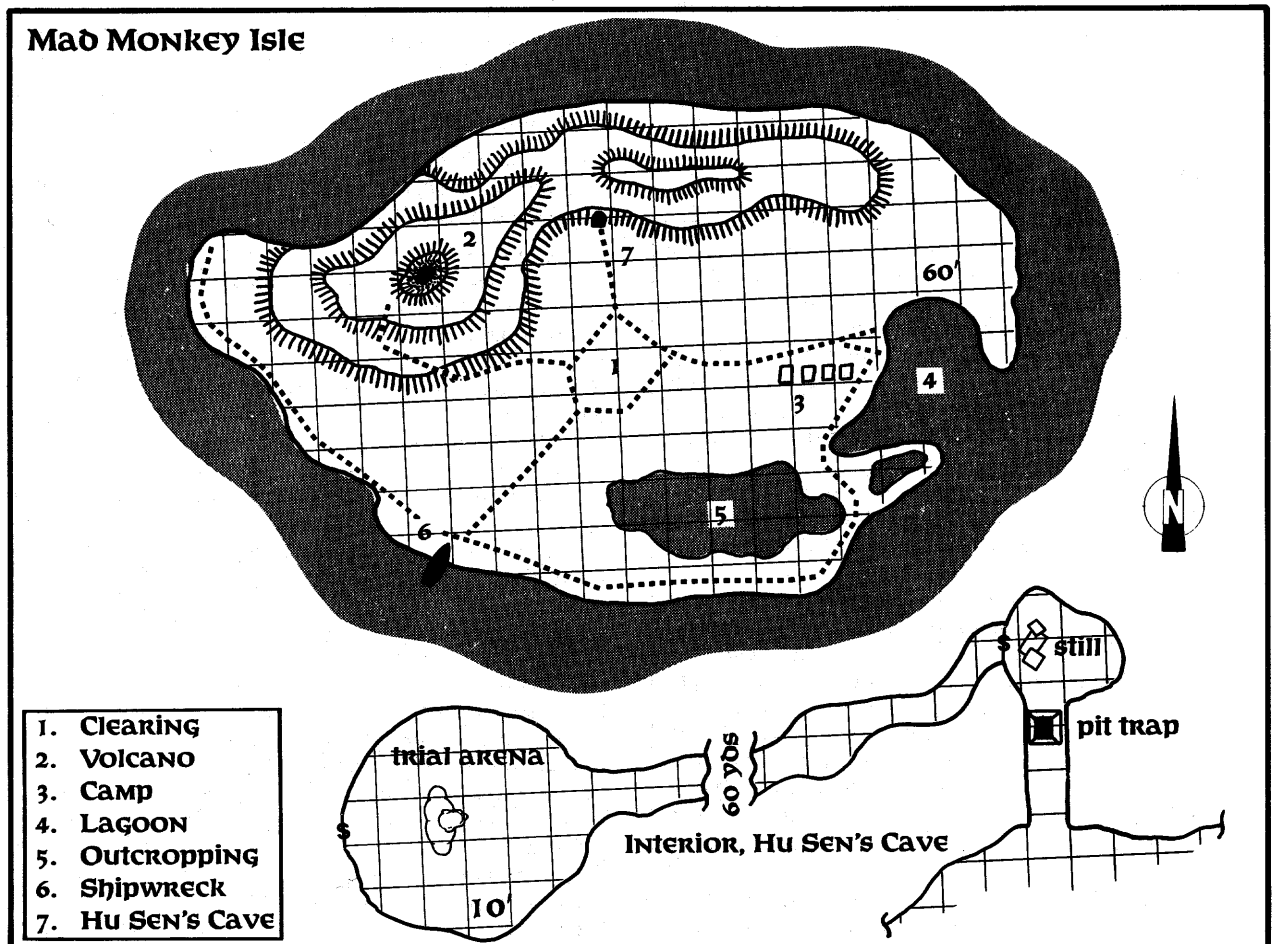 Mad Monkey Isle
2
7
60'
1
4
3
5
6
N
S
still
pit trap
trial arena
60 yds
S
Interior, Hu Sen's Cave
10'
1. Clearing
2. Volcano
3. Camp
4. Lagoon
5. Outcropping
6. Shipwreck
7. Hu Sen's Cave